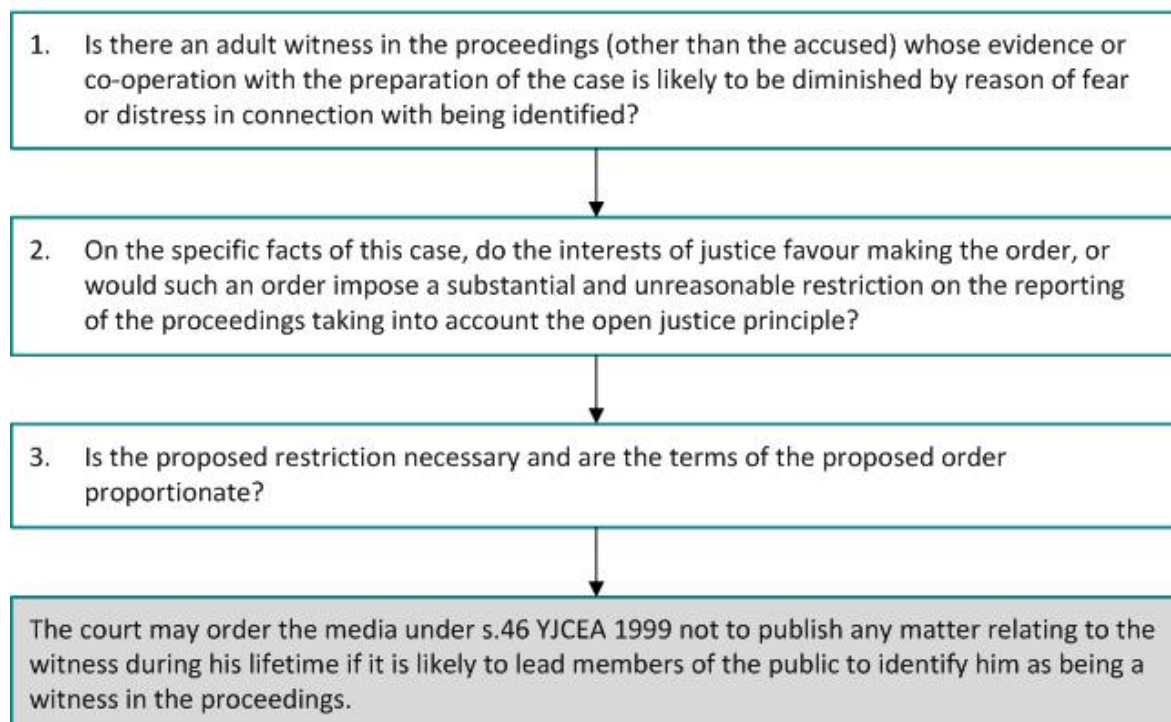 1. Is there an adult witness in the proceedings (other than the accused) whose evidence or
co-operation with the preparation of the case is likely to be diminished by reason of fear
or distress in connection with being identified?
2. On the specific facts of this case, do the interests of justice favour making the order, or
would such an order impose a substantial and unreasonable restriction on the reporting
of the proceedings taking into account the open justice principle?
3. Is the proposed restriction necessary and are the terms of the proposed order
proportionate?
The court may order the media under s.46 YJCEA 1999 not to publish any matter relating to the
witness during his lifetime if it is likely to lead members of the public to identify him as being a
witness in the proceedings.